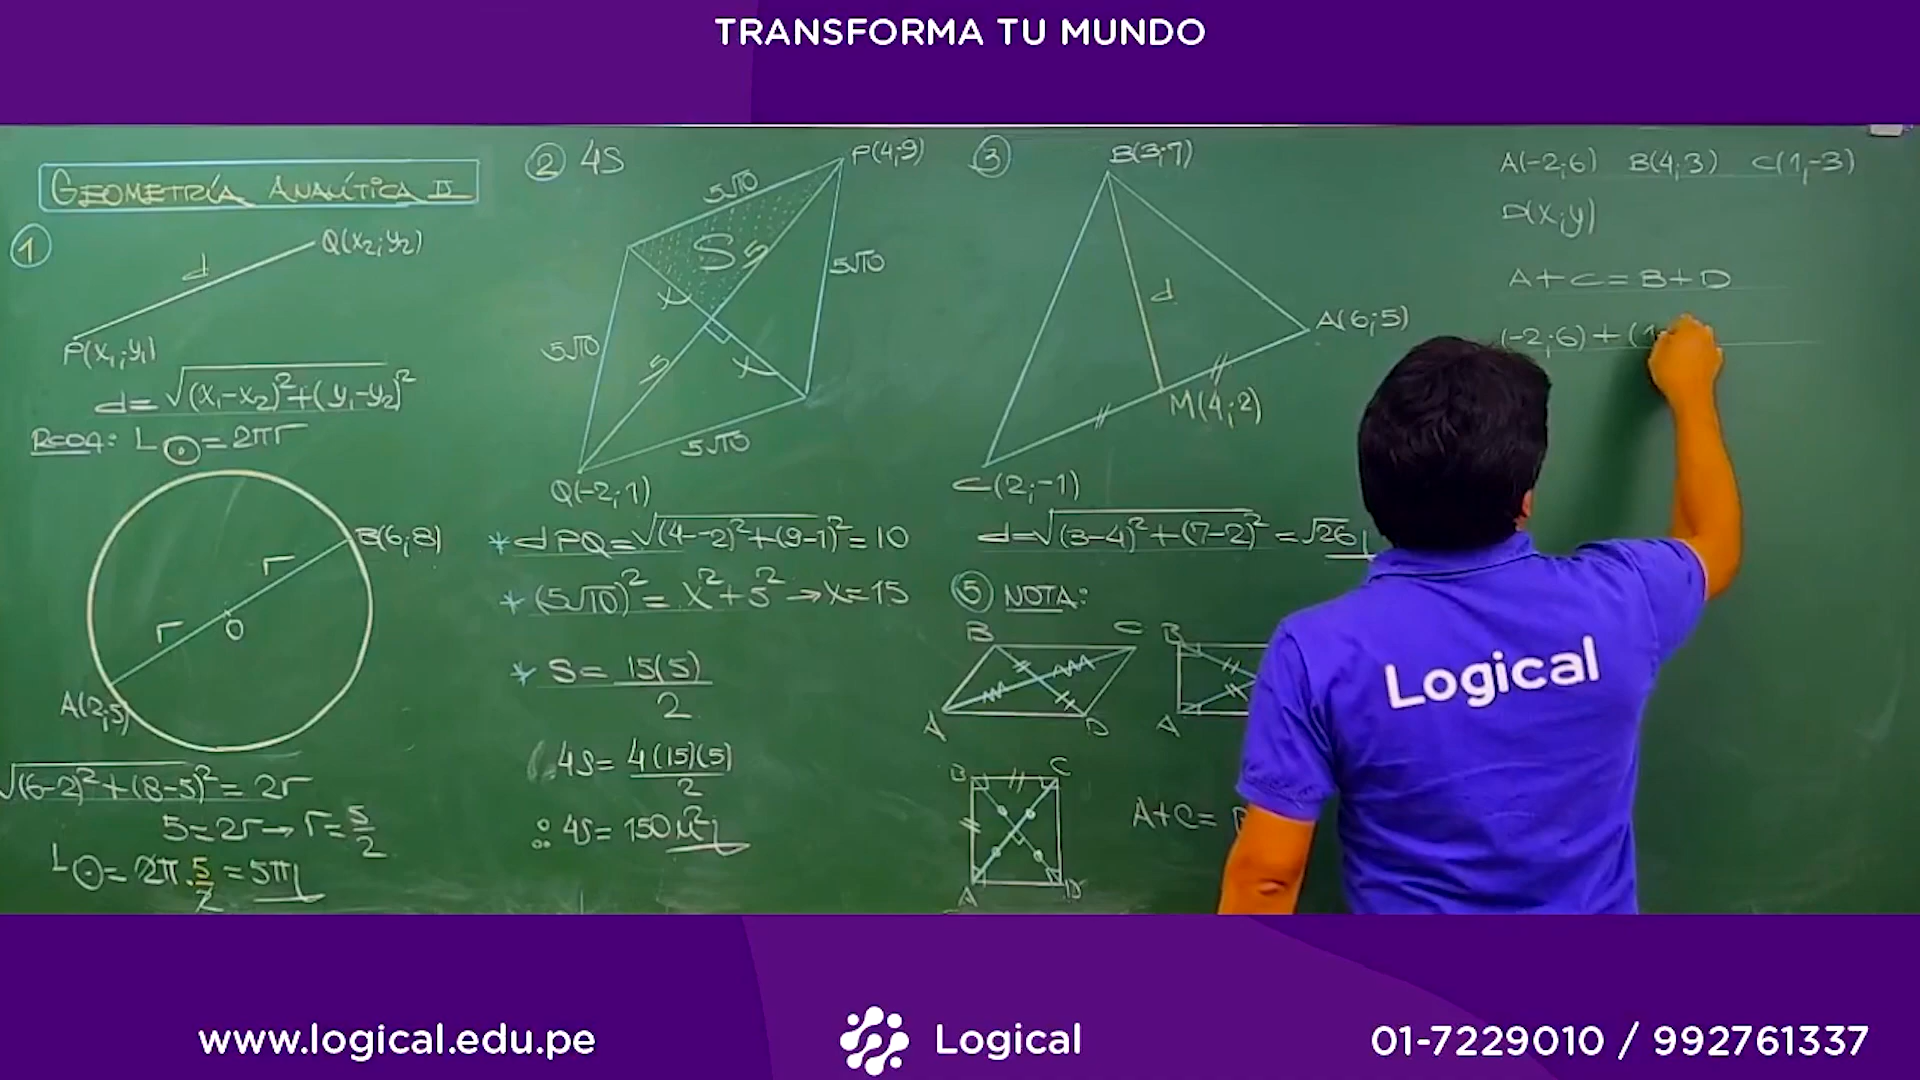 TRANSFORMA TU MUNDO
GEOMETRÍA ANALÍTICA II
1
Q(x₂;y₂)
d
P(x₁;y₁)
d=√(x₁-x₂)²+(y₁-y₂)²
L⊙=2πr
B(6;8)
r
r
O
A(2;5)
√(6-2)²+(8-5)²=2r
5=2r→r=5/2
L⊙=2π.5/2=5π
2 4S
P(4;9)
5√10
S
5
5√10
x
5√10
5
x
5√10
Q(-2;1)
*dPQ=√(4--2)²+(9-1)²=10
*(5√10)²=x²+5²→x=15
*S=15(5)/2
4S=4(15)(5)/2
∴4S=150μ²
3
B(3;7)
d
A(6;5)
M(4;2)
C(2;-1)
d=√(3-4)²+(7-2)²=√26
5 NOTA:
B C
A D
B
A
B C
A D
A+C=
A(-2;6) B(4;3) C(1;-3)
D(x;y)
A+C=B+D
(-2;6)+(1;
Logical
www.logical.edu.pe
Logical
01-7229010 / 992761337